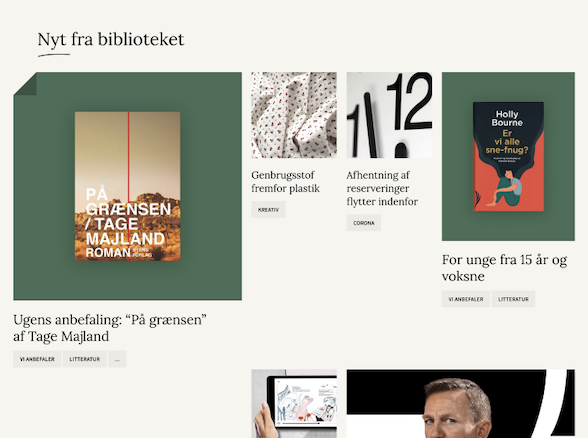 Nyt fra biblioteket
PÅ
GRÆNSEN
/ TAGE
MAJLAND
ROMAN
Ugens anbefaling: “På grænsen”
af Tage Majland
VI ANBEFALER
LITTERATUR
...
Genbrugsstof
fremfor plastik
KREATIV
12
Afhentning af
reserveringer
flytter indenfor
CORONA
Holly
Bourne
Er
vi alle
sne-fnug?
For unge fra 15 år og
voksne
VI ANBEFALER
LITTERATUR